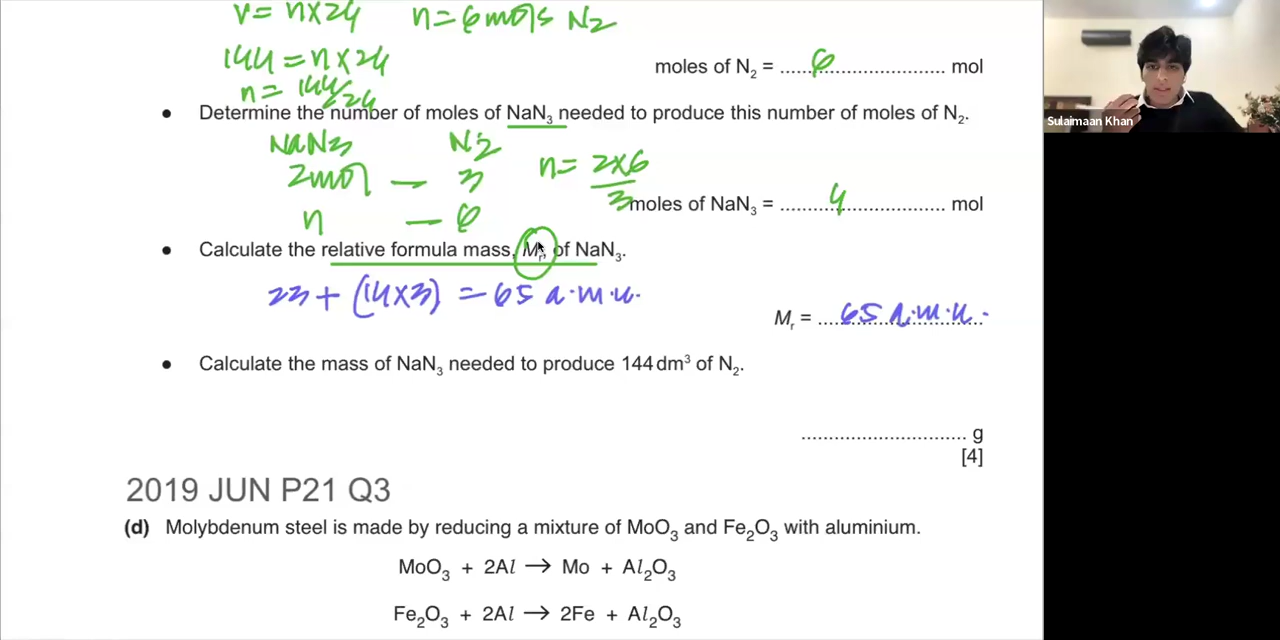 v = n×24 n = 6 mols N2
144 = n×24
n = 144/24
moles of N2 = ........6........ mol
• Determine the number of moles of NaN3 needed to produce this number of moles of N2.
NaN3 N2
2mol — 3
n — 6
n = 2×6/3
moles of NaN3 = ........4........ mol
• Calculate the relative formula mass, Mr, of NaN3.
23 + (14×3) = 65 a.m.u.
Mr = ....65 a.m.u.
• Calculate the mass of NaN3 needed to produce 144 dm³ of N2.
.............................. g
[4]
2019 JUN P21 Q3
(d) Molybdenum steel is made by reducing a mixture of MoO3 and Fe2O3 with aluminium.
MoO3 + 2Al → Mo + Al2O3
Fe2O3 + 2Al → 2Fe + Al2O3
Sulaimaan Khan